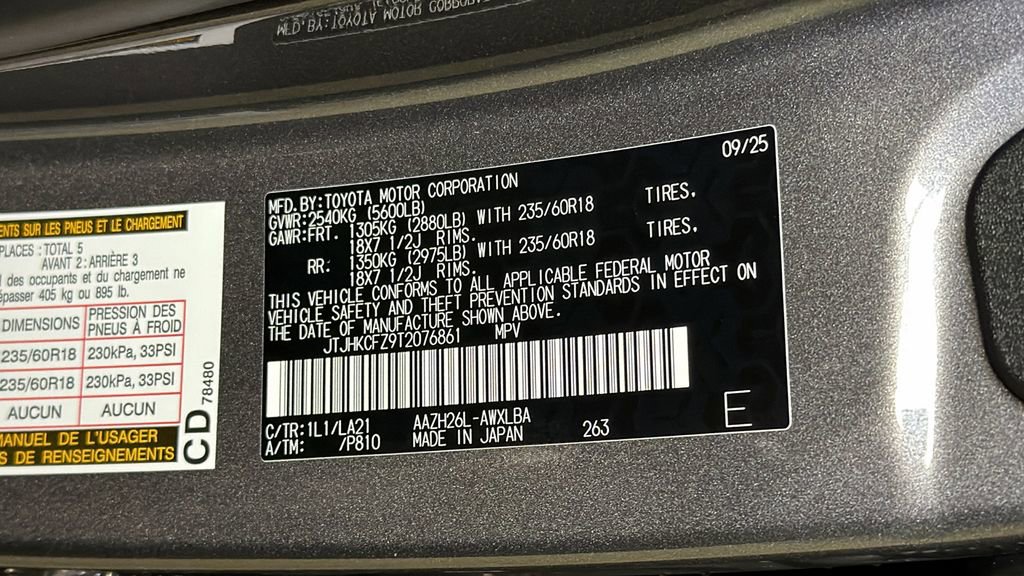 MFD.BY:TOYOTA MOTOR
09/25
MFD.BY:TOYOTA MOTOR CORPORATION
GVWR:2540KG (5600LB)
GAWR:FRT. 1305KG (2880LB) WITH 235/60R18 TIRES.
18X7 1/2J RIMS.
RR: 1350KG (2975LB) WITH 235/60R18 TIRES.
18X7 1/2J RIMS.
THIS VEHICLE CONFORMS TO ALL APPLICABLE FEDERAL MOTOR
VEHICLE SAFETY AND THEFT PREVENTION STANDARDS IN EFFECT ON
THE DATE OF MANUFACTURE SHOWN ABOVE.
JTJHKCFZ9T2076861 MPV
C/TR:1L1/LA21 AAZH26L-AWXLBA
A/TM: /P810 MADE IN JAPAN 263
E
SUR LES PNEUS ET LE CHARGEMENT
PLACES : TOTAL 5
AVANT 2 : ARRIÈRE 3
des occupants et du chargement ne
405 kg ou 895 lb.
DIMENSIONS PRESSION DES
PNEUS À FROID
235/60R18 230kPa, 33PSI
235/60R18 230kPa, 33PSI
AUCUN AUCUN
MANUEL DE L'USAGER
DE RENSEIGNEMENTS
CD 78480